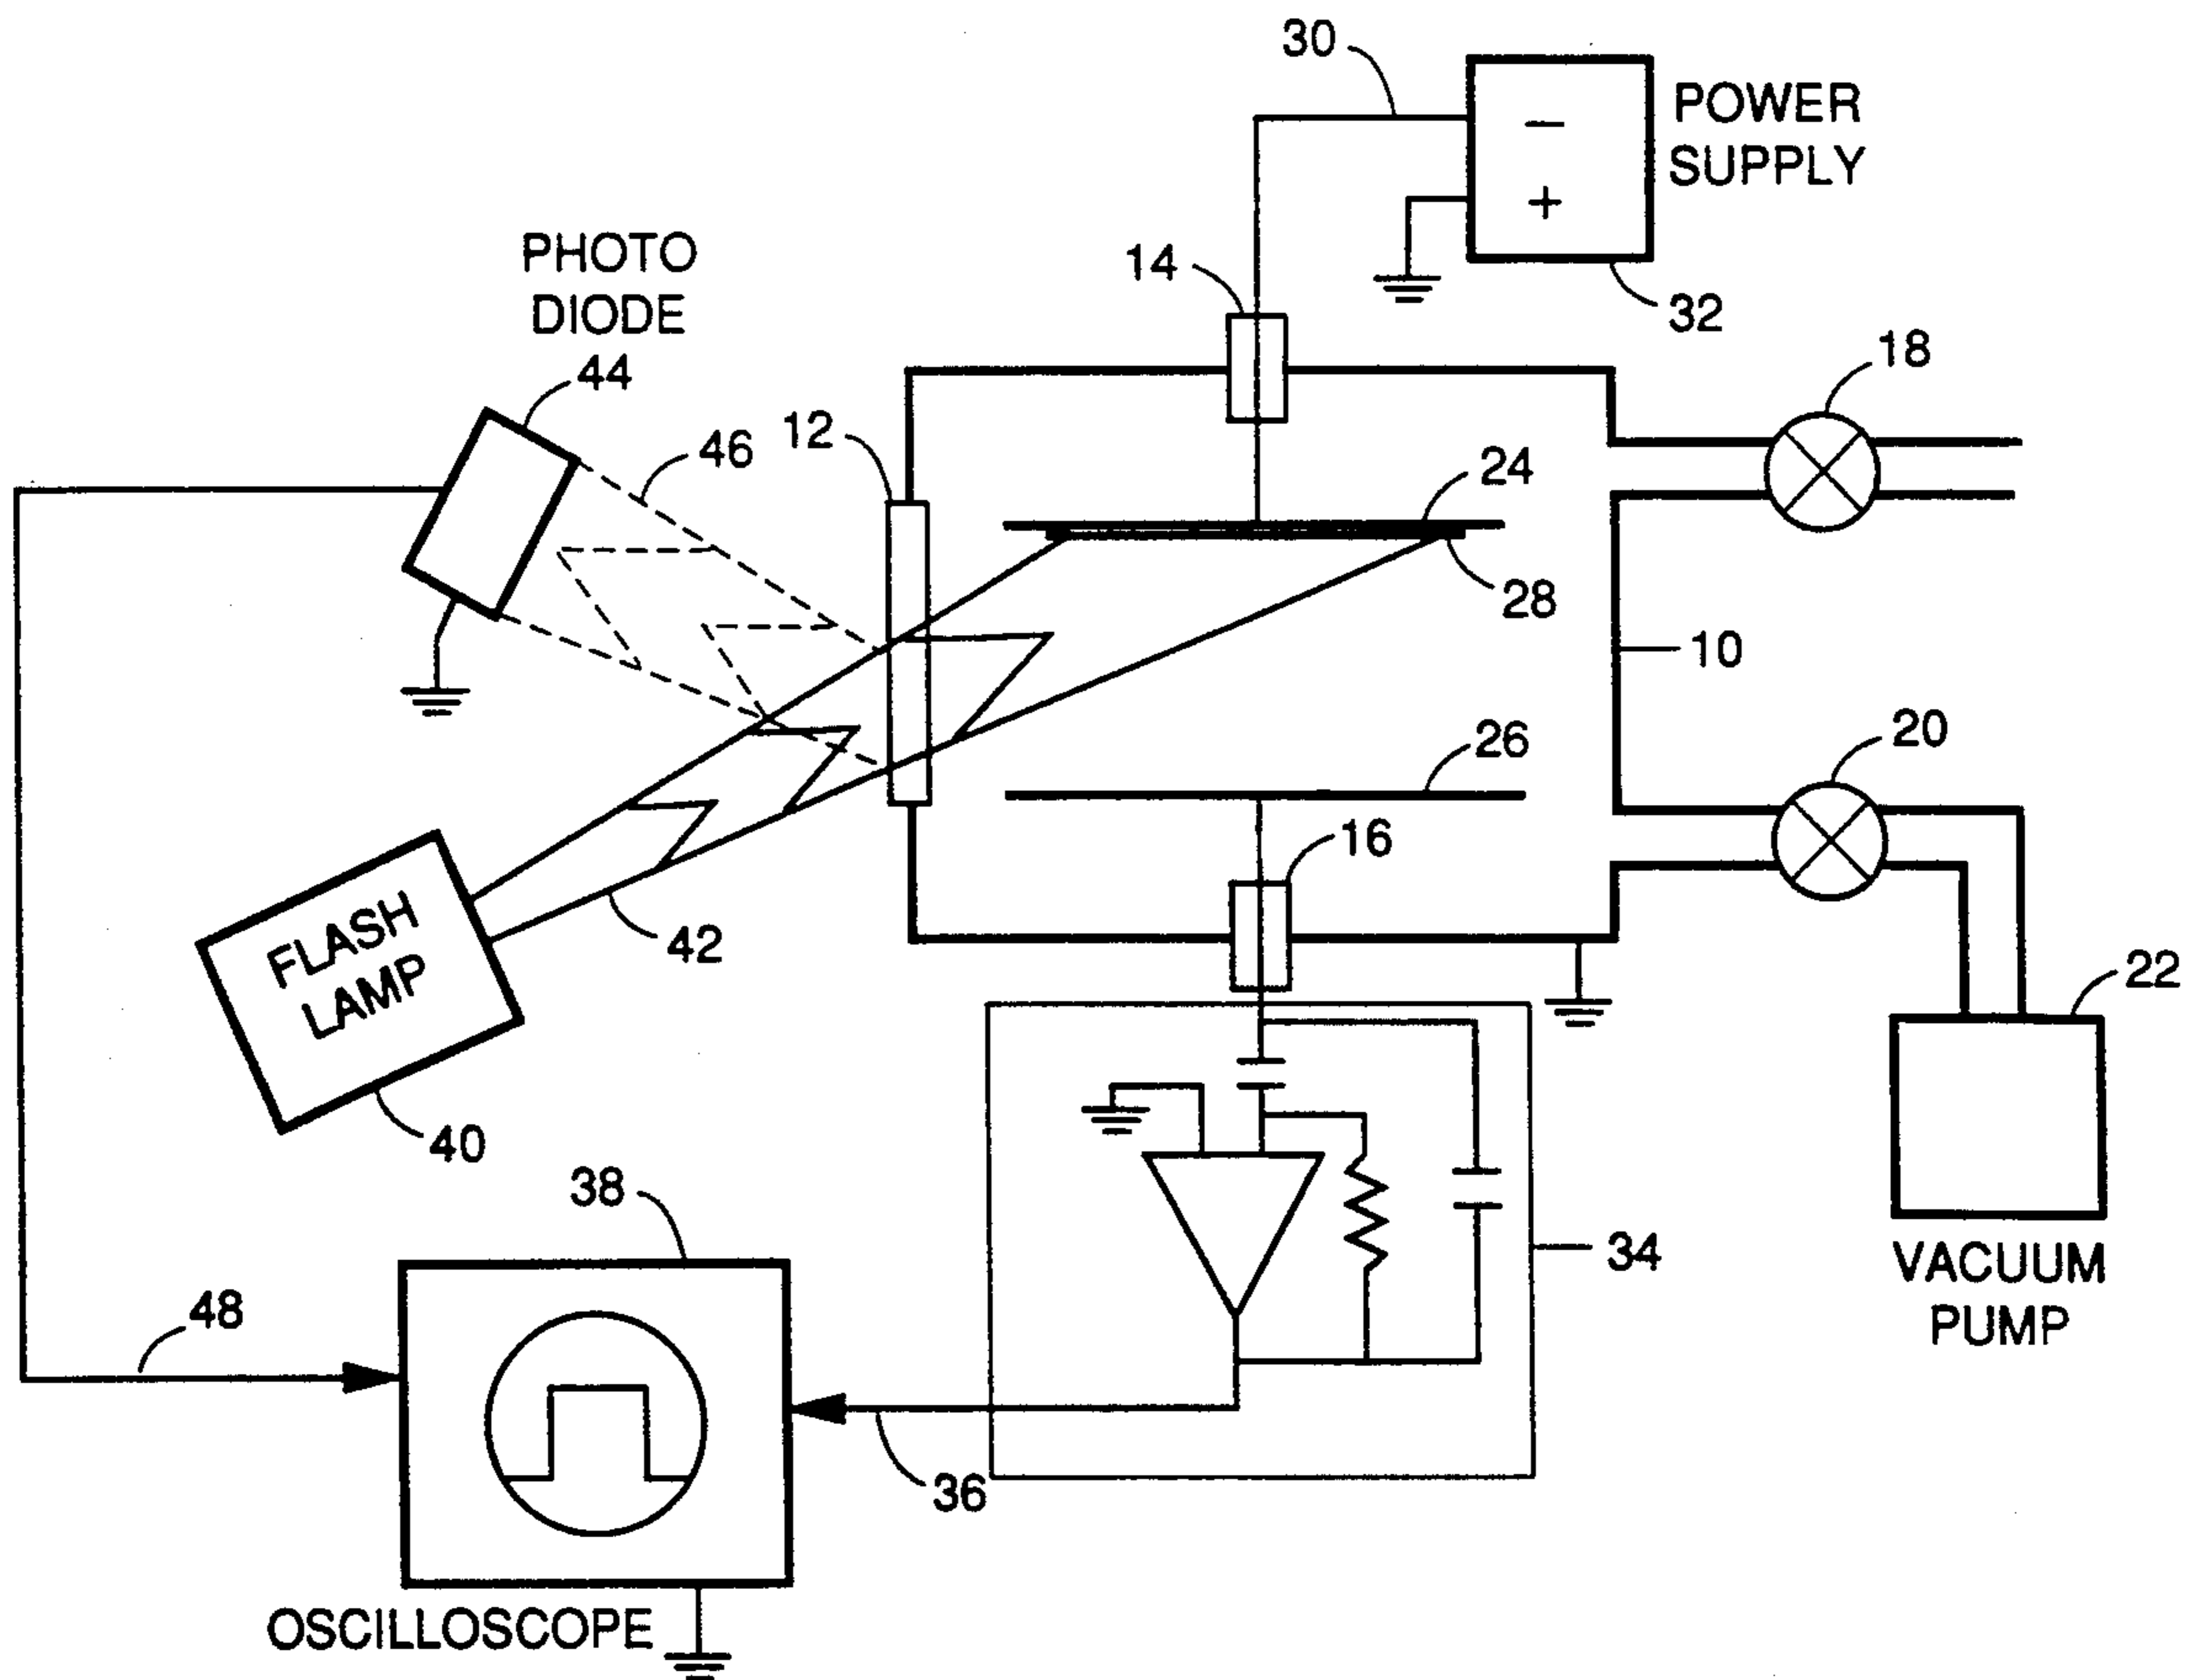 30
−
+
POWER
SUPPLY
32
14
PHOTO
DIODE
44
46
12
18
24
28
10
26
20
16
42
FLASH
LAMP
40
22
VACUUM
PUMP
34
38
48
36
OSCILLOSCOPE